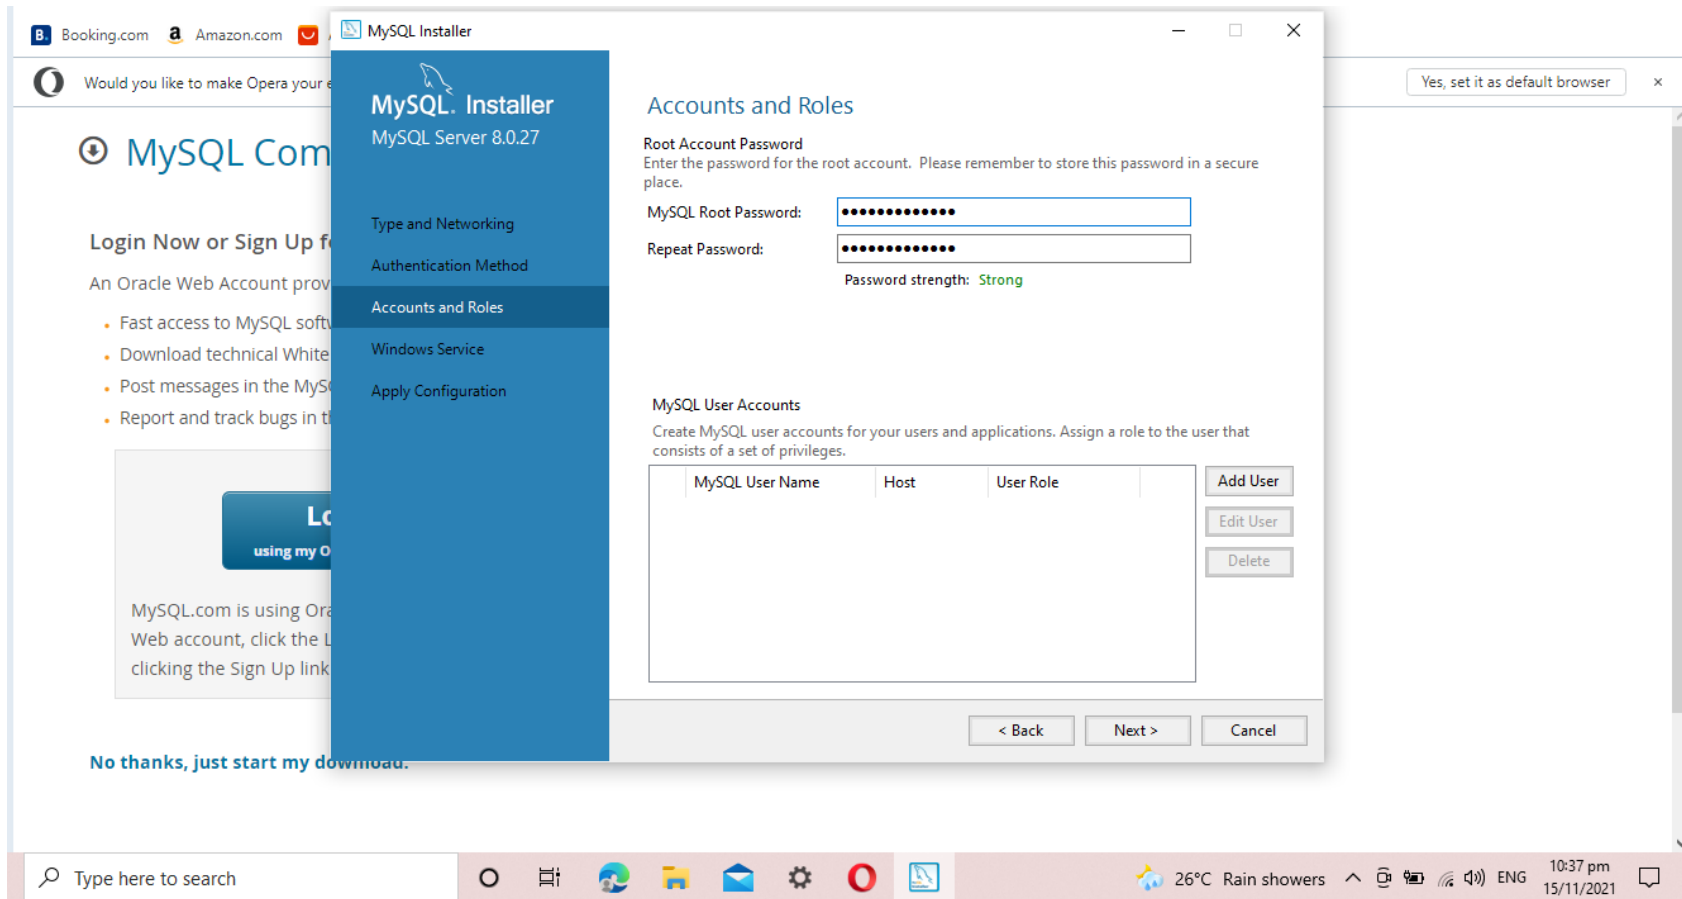 Booking.com Amazon.com
MySQL Installer
Would you like to make Opera your
Yes, set it as default browser
MySQL Com
Login Now or Sign Up
An Oracle Web Account prov
Fast access to MySQL
Download technical White
Post messages in the
Report and track bugs in
using my
MySQL.com is using
Web account, click the
clicking the Sign Up link
No thanks, just start my download.
MySQL. Installer
MySQL Server 8.0.27
Type and Networking
Authentication Method
Accounts and Roles
Windows Service
Apply Configuration
Accounts and Roles
Root Account Password
Enter the password for the root account. Please remember to store this password in a secure
place.
MySQL Root Password: ●●●●●●●●●●●●●
Repeat Password: ●●●●●●●●●●●●●
Password strength: Strong
MySQL User Accounts
Create MySQL user accounts for your users and applications. Assign a role to the user that
consists of a set of privileges.
MySQL User Name Host User Role
Add User
Edit User
Delete
< Back Next > Cancel
Type here to search
26°C Rain showers
ENG
10:37 pm
15/11/2021